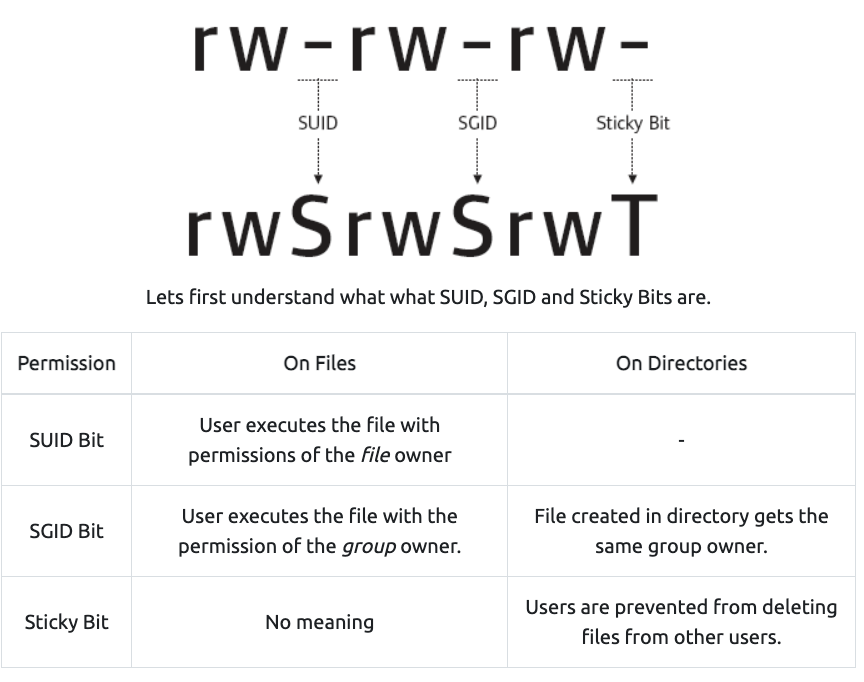 rw-rw-rw-
SUID SGID Sticky Bit
rwSrwSrwT
Lets first understand what what SUID, SGID and Sticky Bits are.
Permission On Files On Directories
User executes the file with
SUID Bit permissions of the file owner -
User executes the file with the File created in directory gets the
SGID Bit permission of the group owner. same group owner.
Users are prevented from deleting
Sticky Bit No meaning files from other users.